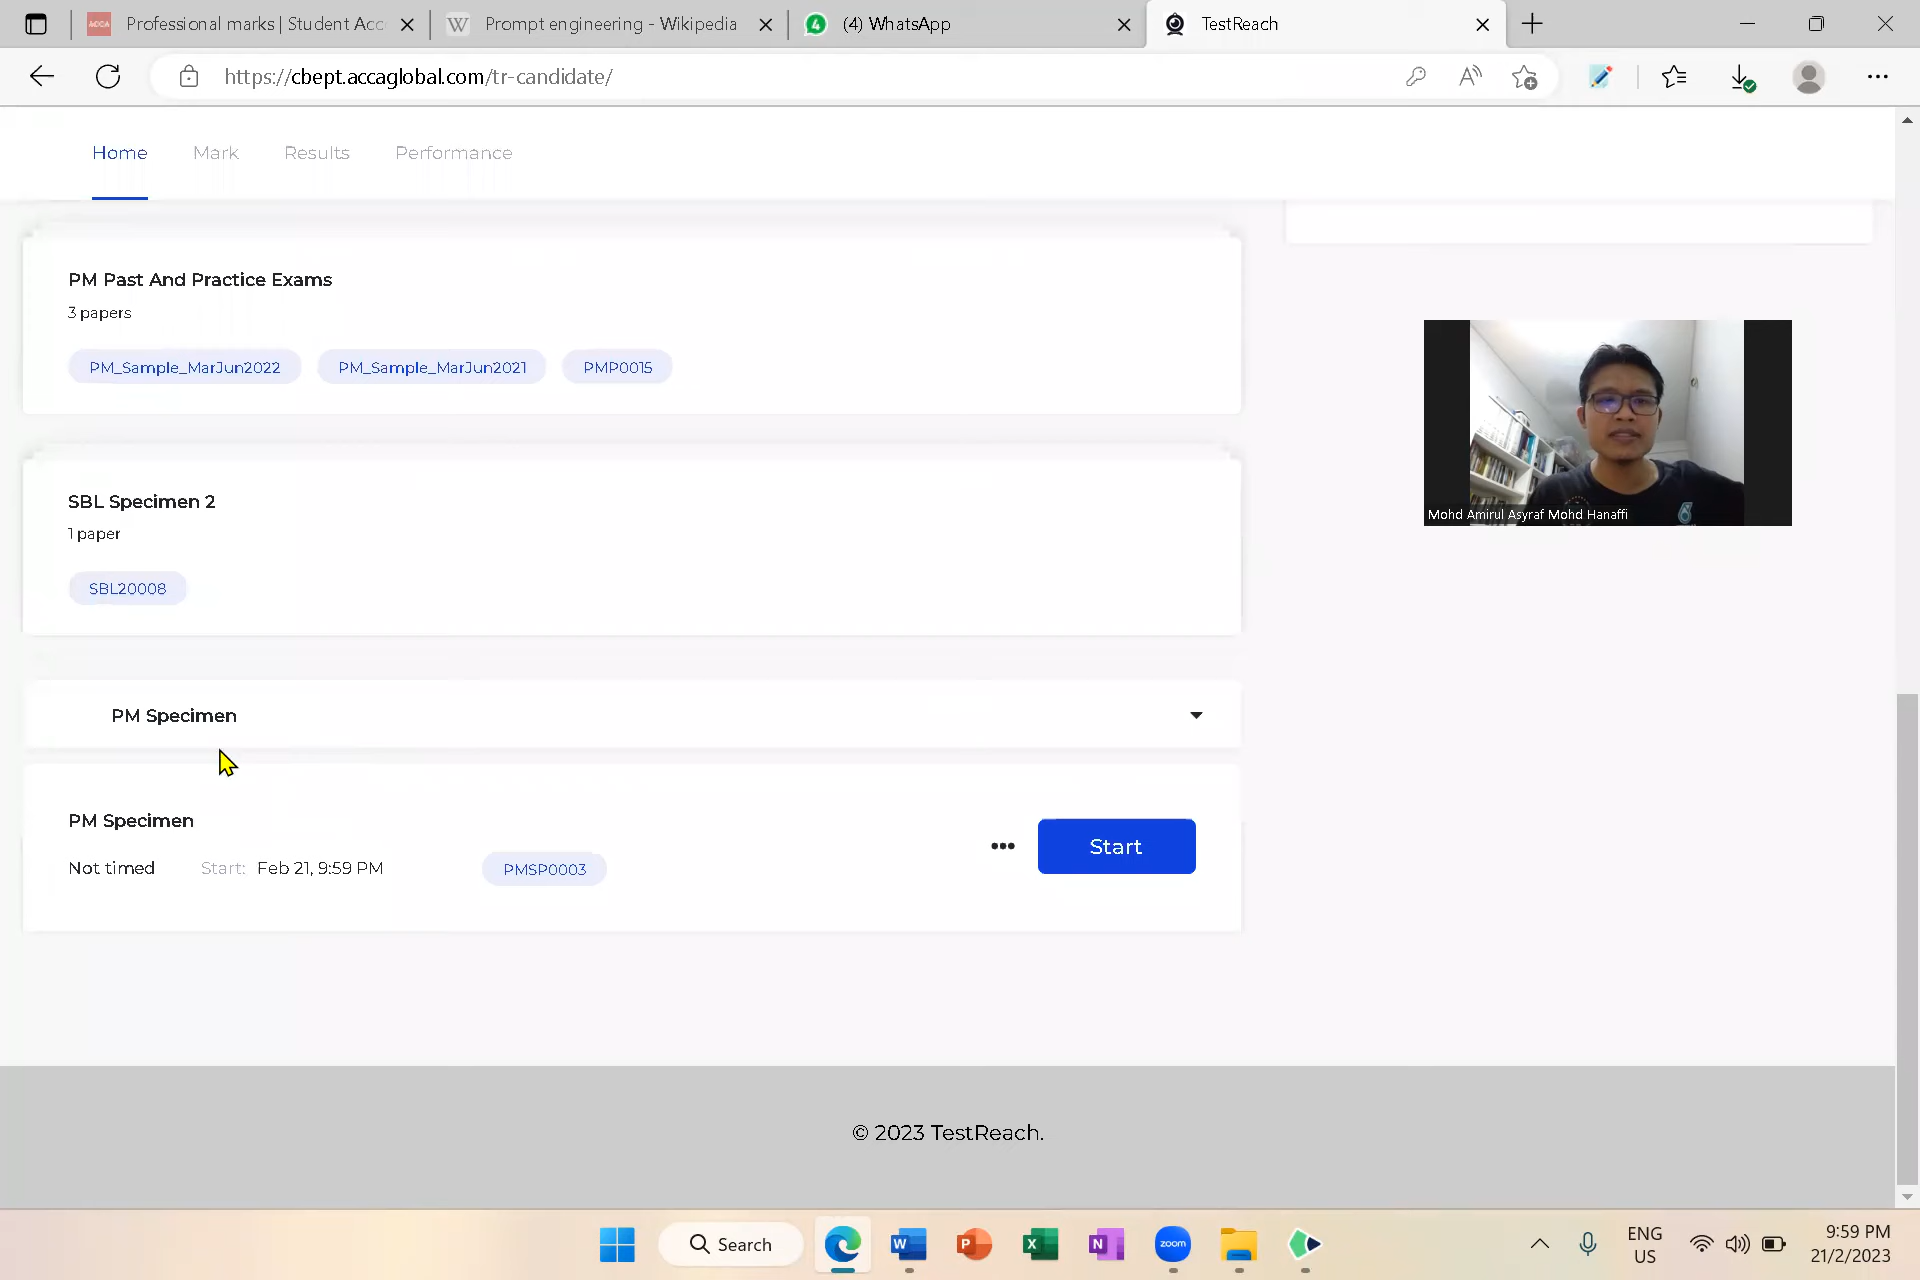 Professional marks | Student Acc
Prompt engineering - Wikipedia
(4) WhatsApp
TestReach
https://cbept.accaglobal.com/tr-candidate/
Home Mark Results Performance
PM Past And Practice Exams
3 papers
PM_Sample_MarJun2022 PM_Sample_MarJun2021 PMP0015
SBL Specimen 2
1 paper
SBL20008
Mohd Amirul Asyraf Mohd Hanaffi
PM Specimen
PM Specimen
Not timed Start: Feb 21, 9:59 PM PMSP0003
Start
© 2023 TestReach.
Search
zoom
ENG
US
9:59 PM
21/2/2023